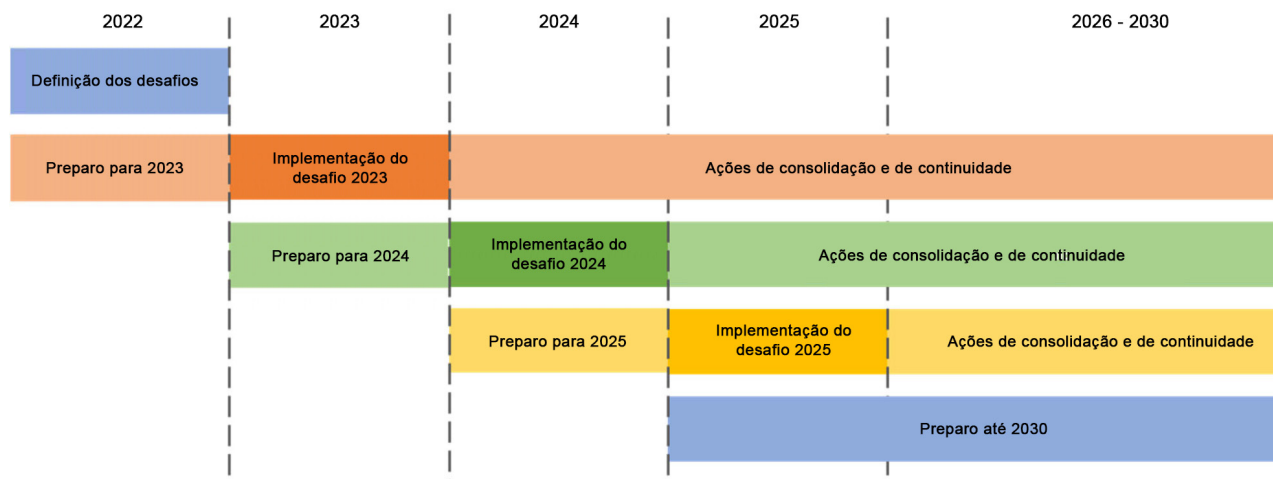 2022
2023
2024
2025
2026 - 2030
Definição dos desafios
Preparo para 2023
Implementação do
desafio 2023
Ações de consolidação e de continuidade
Preparo para 2024
Implementação do
desafio 2024
Ações de consolidação e de continuidade
Preparo para 2025
Implementação do
desafio 2025
Ações de consolidação e de continuidade
Preparo até 2030